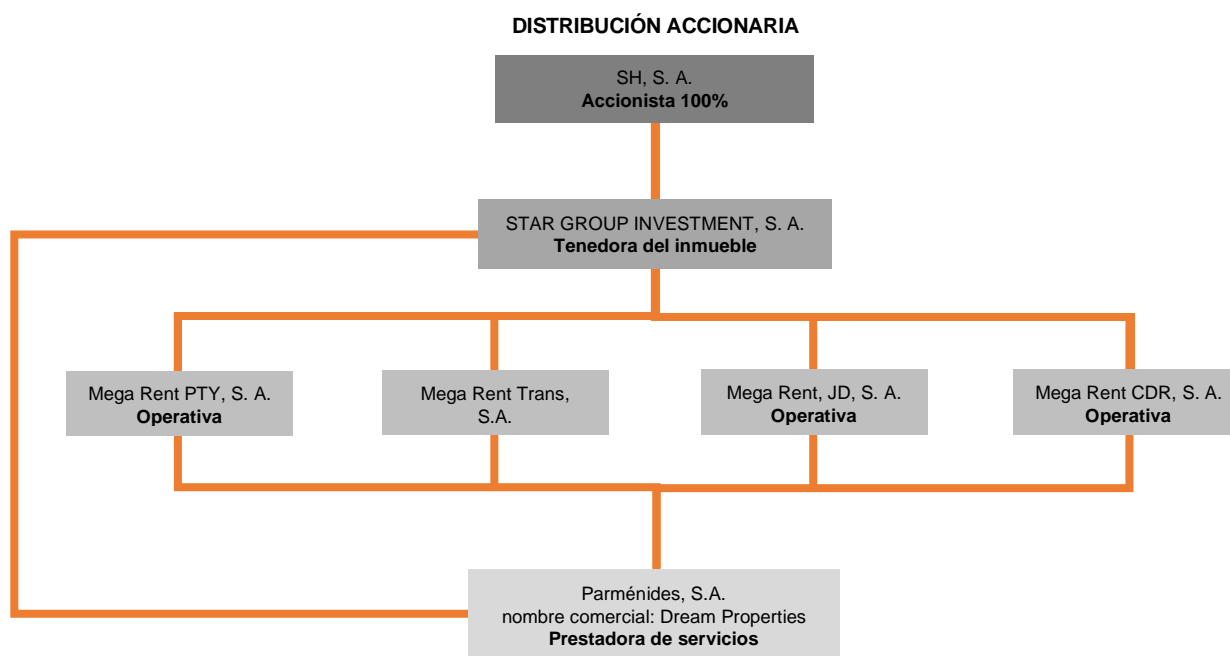 DISTRIBUCIÓN ACCIONARIA
SH, S. A.
Accionista 100%
STAR GROUP INVESTMENT, S. A.
Tenedora del inmueble
Mega Rent PTY, S. A.
Operativa
Mega Rent Trans,
S.A.
Mega Rent, JD, S. A.
Operativa
Mega Rent CDR, S. A.
Operativa
Parménides, S.A.
nombre comercial: Dream Properties
Prestadora de servicios